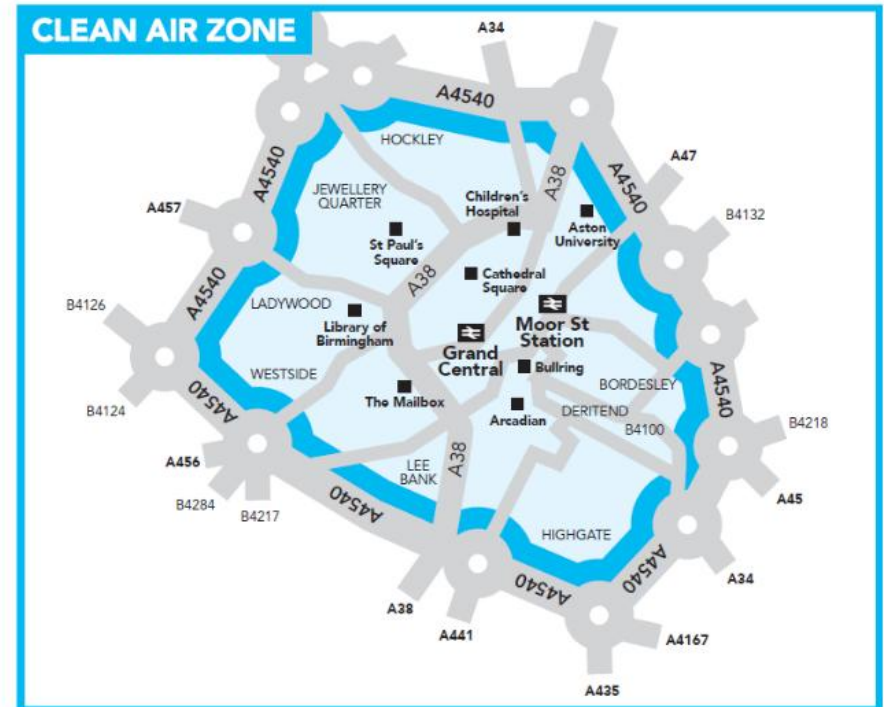 CLEAN AIR ZONE
A34
A4540
A47
B4132
HOCKLEY
A4540
A4540
A38
JEWELLERY
QUARTER
Children's
Hospital
A457
St Paul's
Square
Aston
University
A38
Cathedral
Square
A4540
B4126
LADYWOOD
Library of
Birmingham
Moor St
Station
Grand
Central
WESTSIDE
Bullring
BORDESLEY
A4540
B4124
A4540
The Mailbox
Arcadian
DERITEND
B4100
B4218
A456
LEE
BANK
A38
B4284
B4217
A4540
A45
HIGHGATE
A4540
A34
A4540
A38
A441
A4167
A435